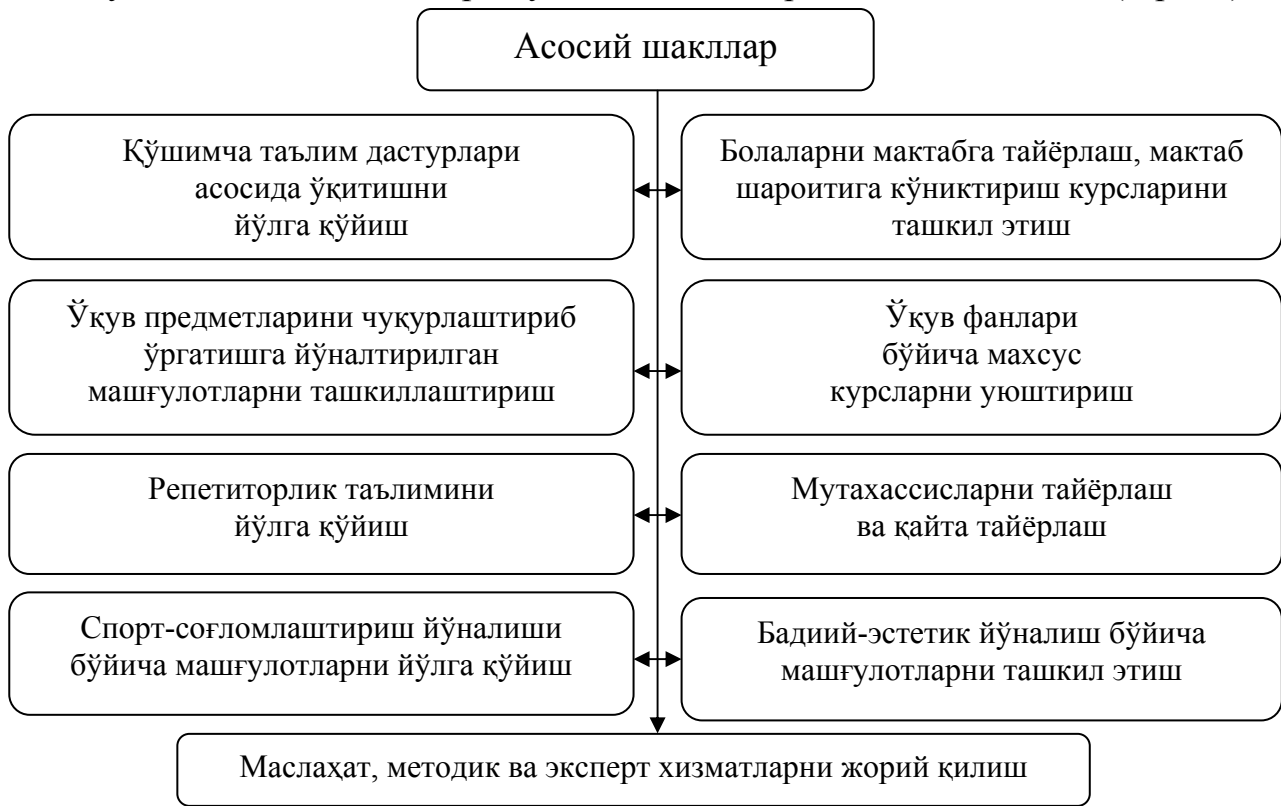 Асосий шакллар
Қўшимча таълим дастурлари
асосида ўқитишни
йўлга қўйиш
Болаларни мактабга тайёрлаш, мактаб
шароитига кўниктириш курсларини
ташкил этиш
Ўқув предметларини чуқурлаштириб
ўргатишга йўналтирилган
машғулотларни ташкиллаштириш
Ўқув фанлари
бўйича махсус
курсларни уюштириш
Репетиторлик таълимини
йўлга қўйиш
Мутахассисларни тайёрлаш
ва қайта тайёрлаш
Спорт-соғломлаштириш йўналиши
бўйича машғулотларни йўлга қўйиш
Бадиий-эстетик йўналиш бўйича
машғулотларни ташкил этиш
Маслаҳат, методик ва эксперт хизматларни жорий қилиш